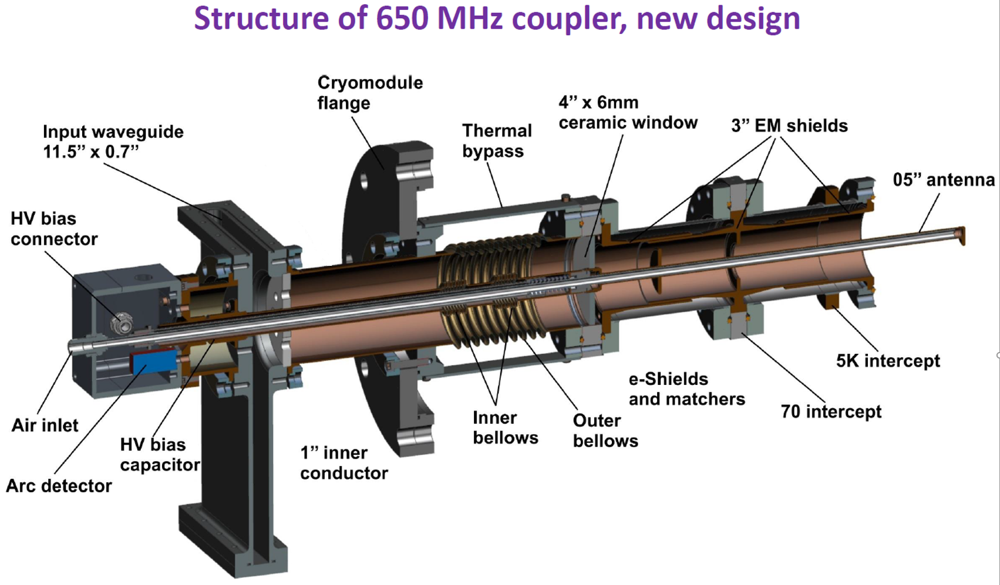 Structure of 650 MHz coupler, new design
Cryomodule
flange
4” x 6mm
ceramic window
Input waveguide
11.5” x 0.7”
Thermal
bypass
3” EM shields
05” antenna
HV bias
connector
5K intercept
e-Shields
and matchers
70 intercept
Air inlet
Inner
bellows
Outer
bellows
HV bias
capacitor
1” inner
conductor
Arc detector